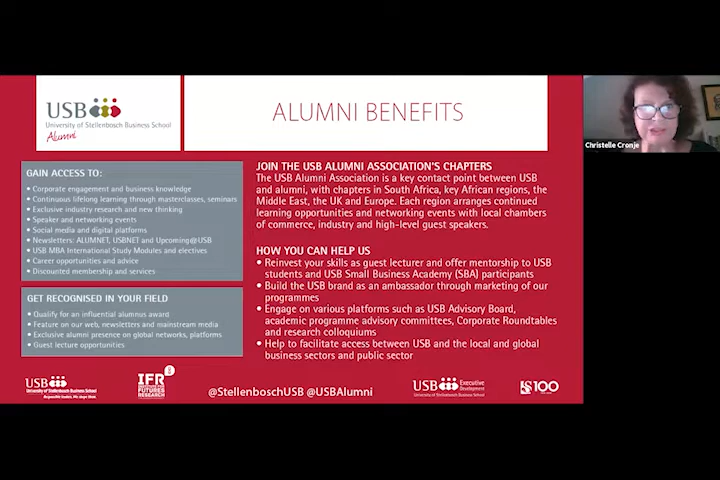 USB
University of Stellenbosch Business School
Alumni
ALUMNI BENEFITS
Christelle Cronje
GAIN ACCESS TO:
• Corporate engagement and business knowledge
• Continuous lifelong learning through masterclasses, seminars
• Exclusive industry research and new thinking
• Speaker and networking events
• Social media and digital platforms
• Newsletters: ALUMNET, USBNET and Upcoming@USB
• USB MBA International Study Modules and electives
• Career opportunities and advice
• Discounted membership and services
GET RECOGNISED IN YOUR FIELD
• Qualify for an influential alumnus award
• Feature on our web, newsletters and mainstream media
• Exclusive alumni presence on global networks, platforms
• Guest lecture opportunities
JOIN THE USB ALUMNI ASSOCIATION'S CHAPTERS
The USB Alumni Association is a key contact point between USB
and alumni, with chapters in South Africa, key African regions, the
Middle East, the UK and Europe. Each region arranges continued
learning opportunities and networking events with local chambers
of commerce, industry and high-level guest speakers.
HOW YOU CAN HELP US
• Reinvest your skills as guest lecturer and offer mentorship to USB
students and USB Small Business Academy (SBA) participants
• Build the USB brand as an ambassador through marketing of our
programmes
• Engage on various platforms such as USB Advisory Board,
academic programme advisory committees, Corporate Roundtables
and research colloquiums
• Help to facilitate access between USB and the local and global
business sectors and public sector
USB
University of Stellenbosch Business School
IFR
INSTITUTE FOR
FUTURES
RESEARCH
@StellenboschUSB @USBAlumni
USB Executive
Development
University of Stellenbosch Business School
100